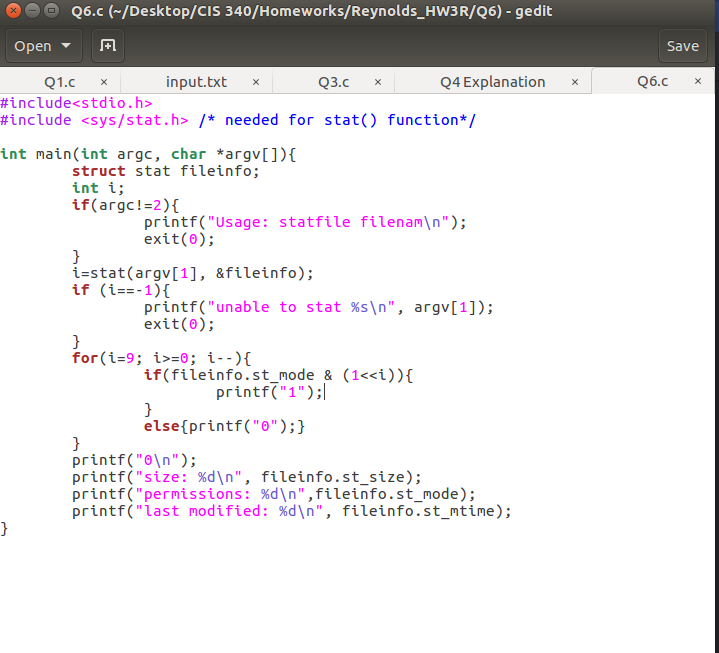 Q6.c (~/Desktop/CIS 340/Homeworks/Reynolds_HW3R/Q6) - gedit
Open Save
Q1.c × input.txt × Q3.c × Q4 Explanation × Q6.c ×
#include<stdio.h>
#include <sys/stat.h> /* needed for stat() function*/

int main(int argc, char *argv[]){
        struct stat fileinfo;
        int i;
        if(argc!=2){
                printf("Usage: statfile filenam\n");
                exit(0);
        }
        i=stat(argv[1], &fileinfo);
        if (i==-1){
                printf("unable to stat %s\n", argv[1]);
                exit(0);
        }
        for(i=9; i>=0; i--){
                if(fileinfo.st_mode & (1<<i)){
                        printf("1");
                }
                else{printf("0");}
        }
        printf("0\n");
        printf("size: %d\n", fileinfo.st_size);
        printf("permissions: %d\n",fileinfo.st_mode);
        printf("last modified: %d\n", fileinfo.st_mtime);
}